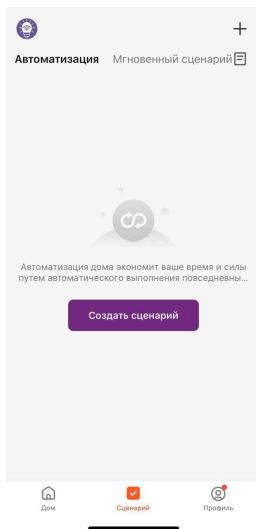 Автоматизация Мгновенный сценарий
Автоматизация дома экономит ваше время и силы
путем автоматического выполнения повседневны...
Создать сценарий
Дом Сценарий Профиль